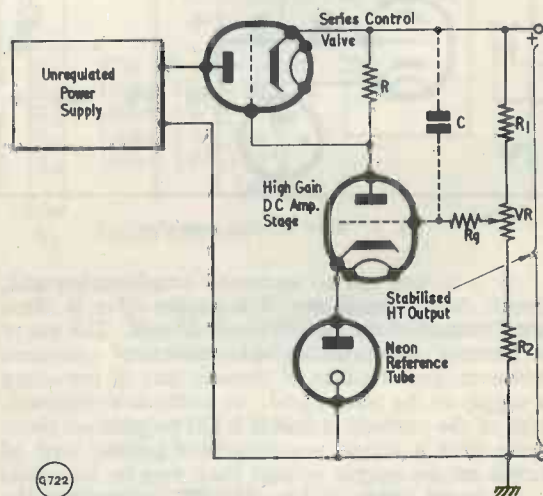 Series Control
Valve
Unregulated
Power
Supply
R
C
R1
High Gain
DC Amp.
Stage
Rg
VR
Stabilised
HT Output
Neon
Reference
Tube
R2
+
-
G722